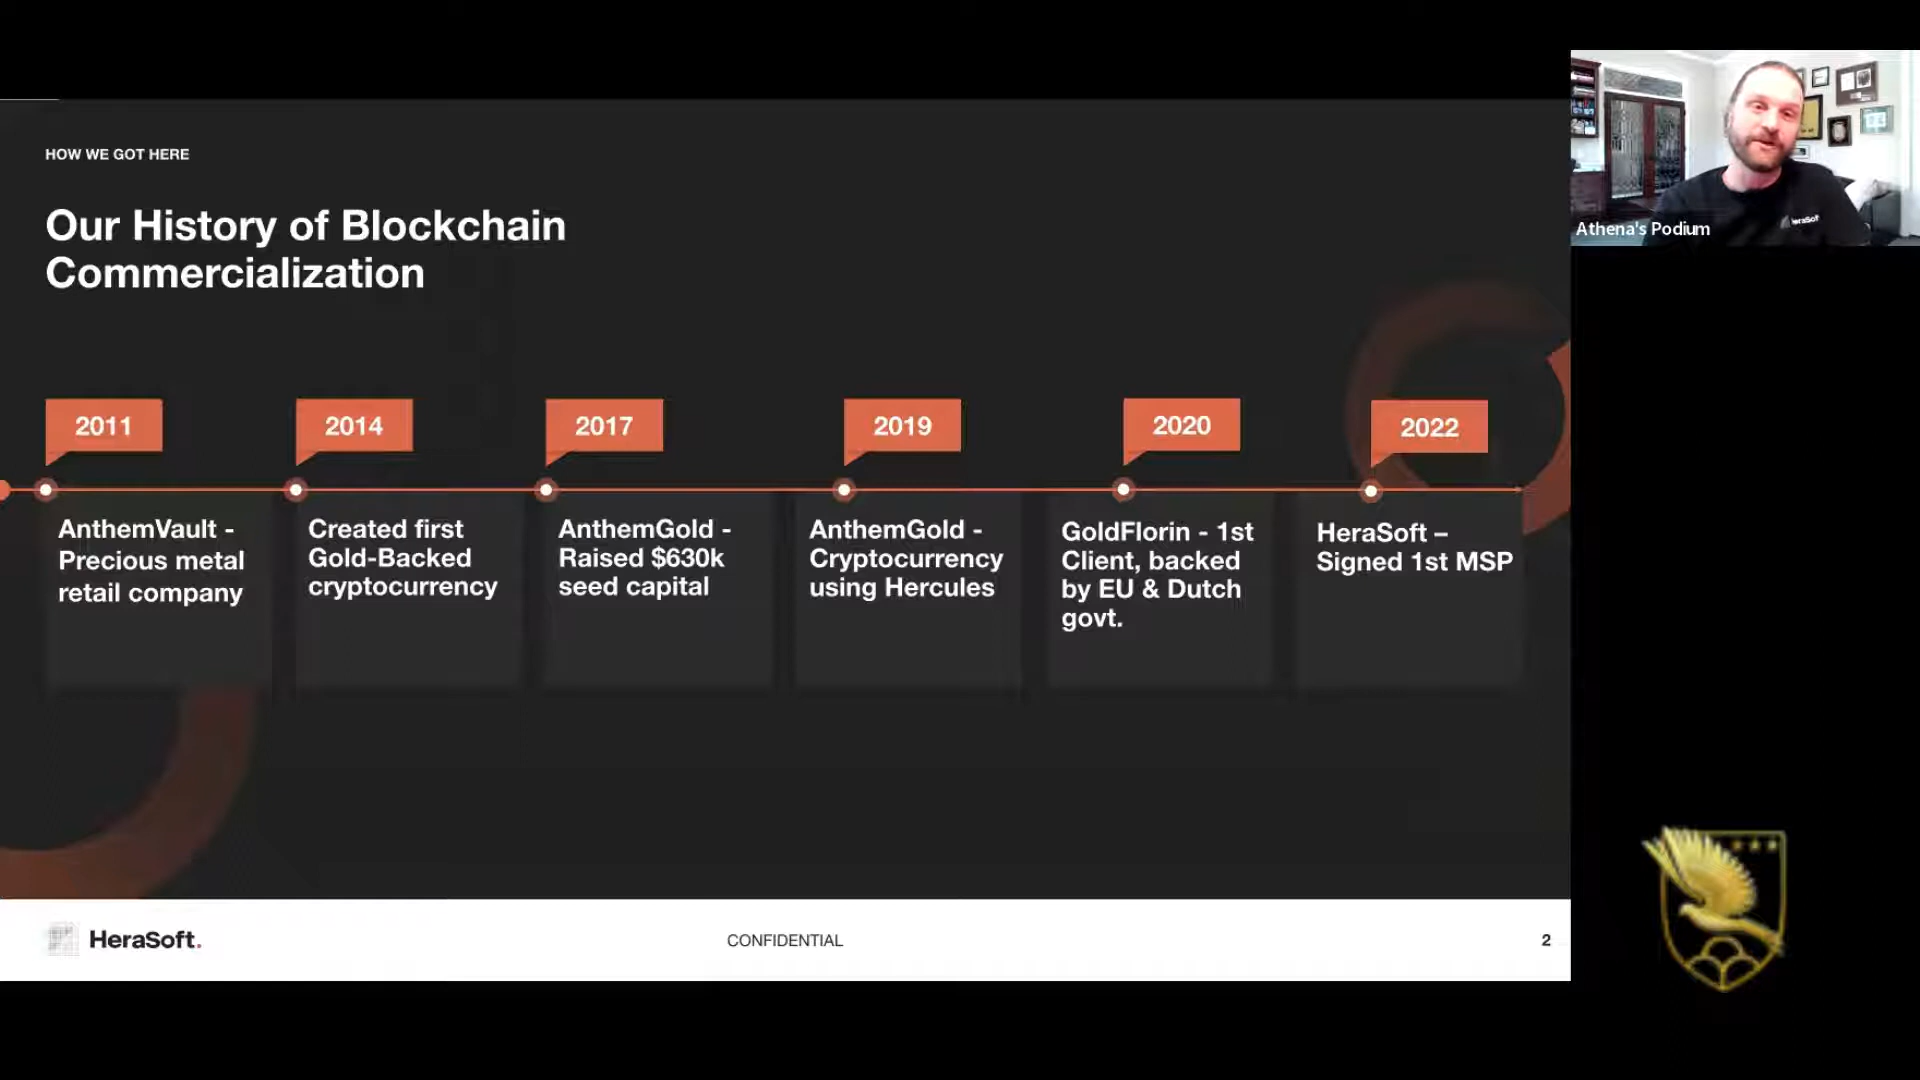 HOW WE GOT HERE
Our History of Blockchain
Commercialization
2011
AnthemVault -
Precious metal
retail company
2014
Created first
Gold-Backed
cryptocurrency
2017
AnthemGold -
Raised $630k
seed capital
2019
AnthemGold -
Cryptocurrency
using Hercules
2020
GoldFlorin - 1st
Client, backed
by EU & Dutch
govt.
2022
HeraSoft –
Signed 1st MSP
HeraSoft.
CONFIDENTIAL
2
HeraSoft
Athena's Podium